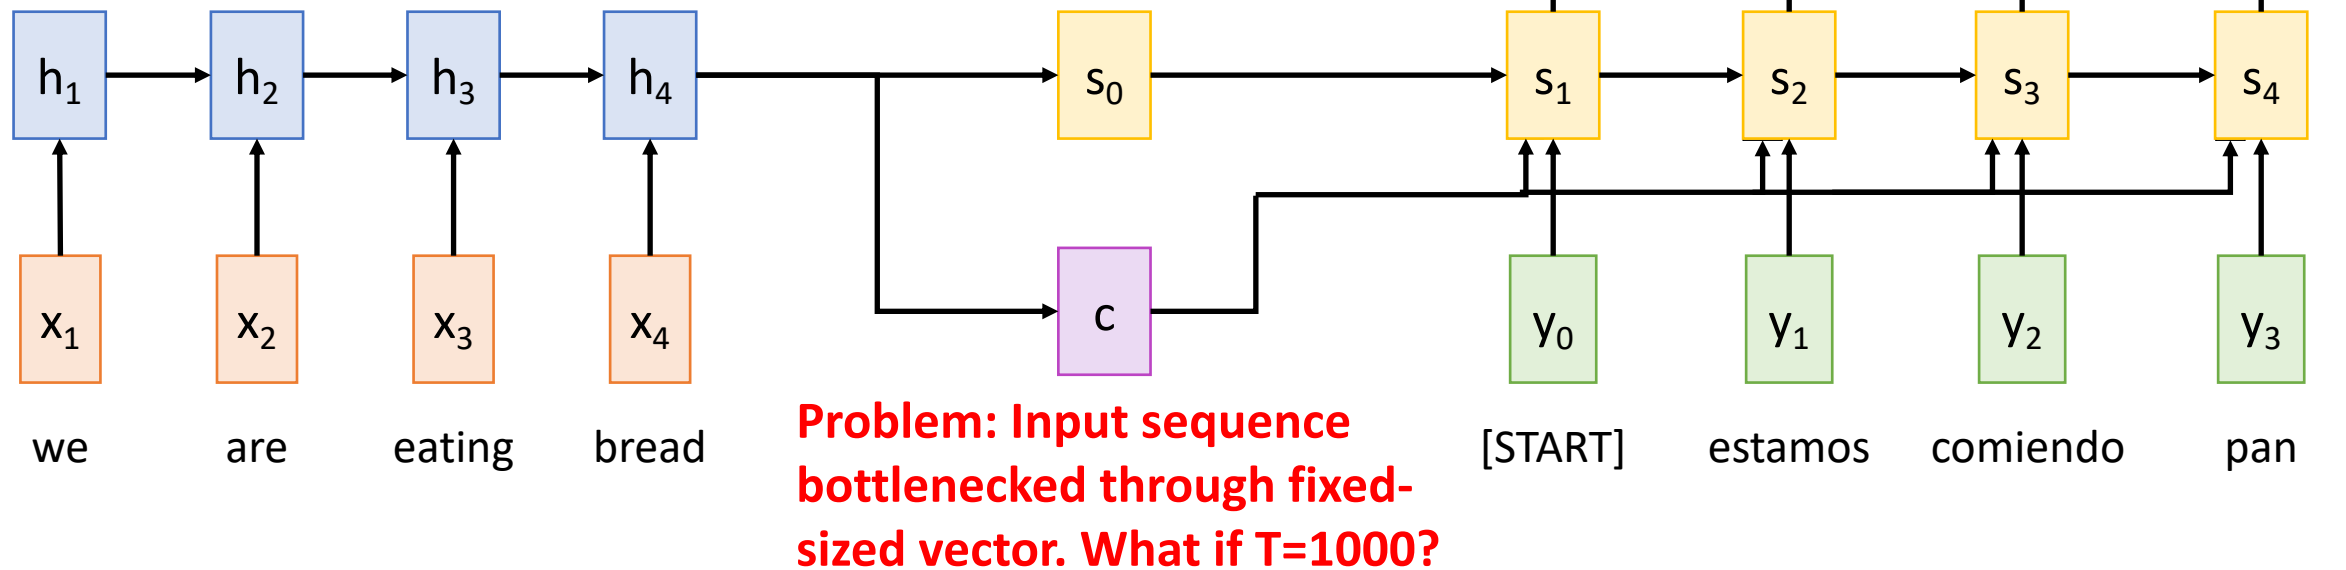 h₁ h₂ h₃ h₄ s₀ s₁ s₂ s₃ s₄
x₁ x₂ x₃ x₄ c y₀ y₁ y₂ y₃
we are eating bread [START] estamos comiendo pan
Problem: Input sequence
bottlenecked through fixed-
sized vector. What if T=1000?